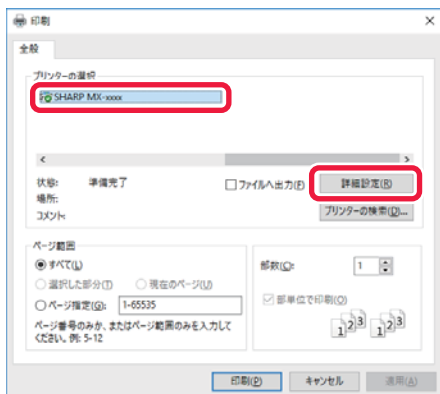 印刷
全般
プリンターの選択
SHARP MX-xxxx
状態: 準備完了
場所:
コメント:
ファイルへ出力(F)
詳細設定(R)
プリンターの検索(D)...
ページ範囲
すべて(L)
選択した部分(T) 現在のページ(U)
ページ指定(G): 1-65535
ページ番号のみか、またはページ範囲のみを入力して
ください。例: 5-12
部数(C): 1
部単位で印刷(O)
1 2 3 1 2 3
印刷(P) キャンセル 適用(A)